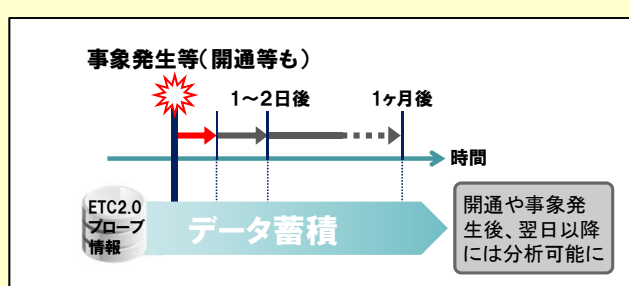 事象発生等(開通等も)
1～2日後
1ヶ月後
時間
ETC2.0
プローブ
情報
データ蓄積
開通や事象発
生後、翌日以降
には分析可能に